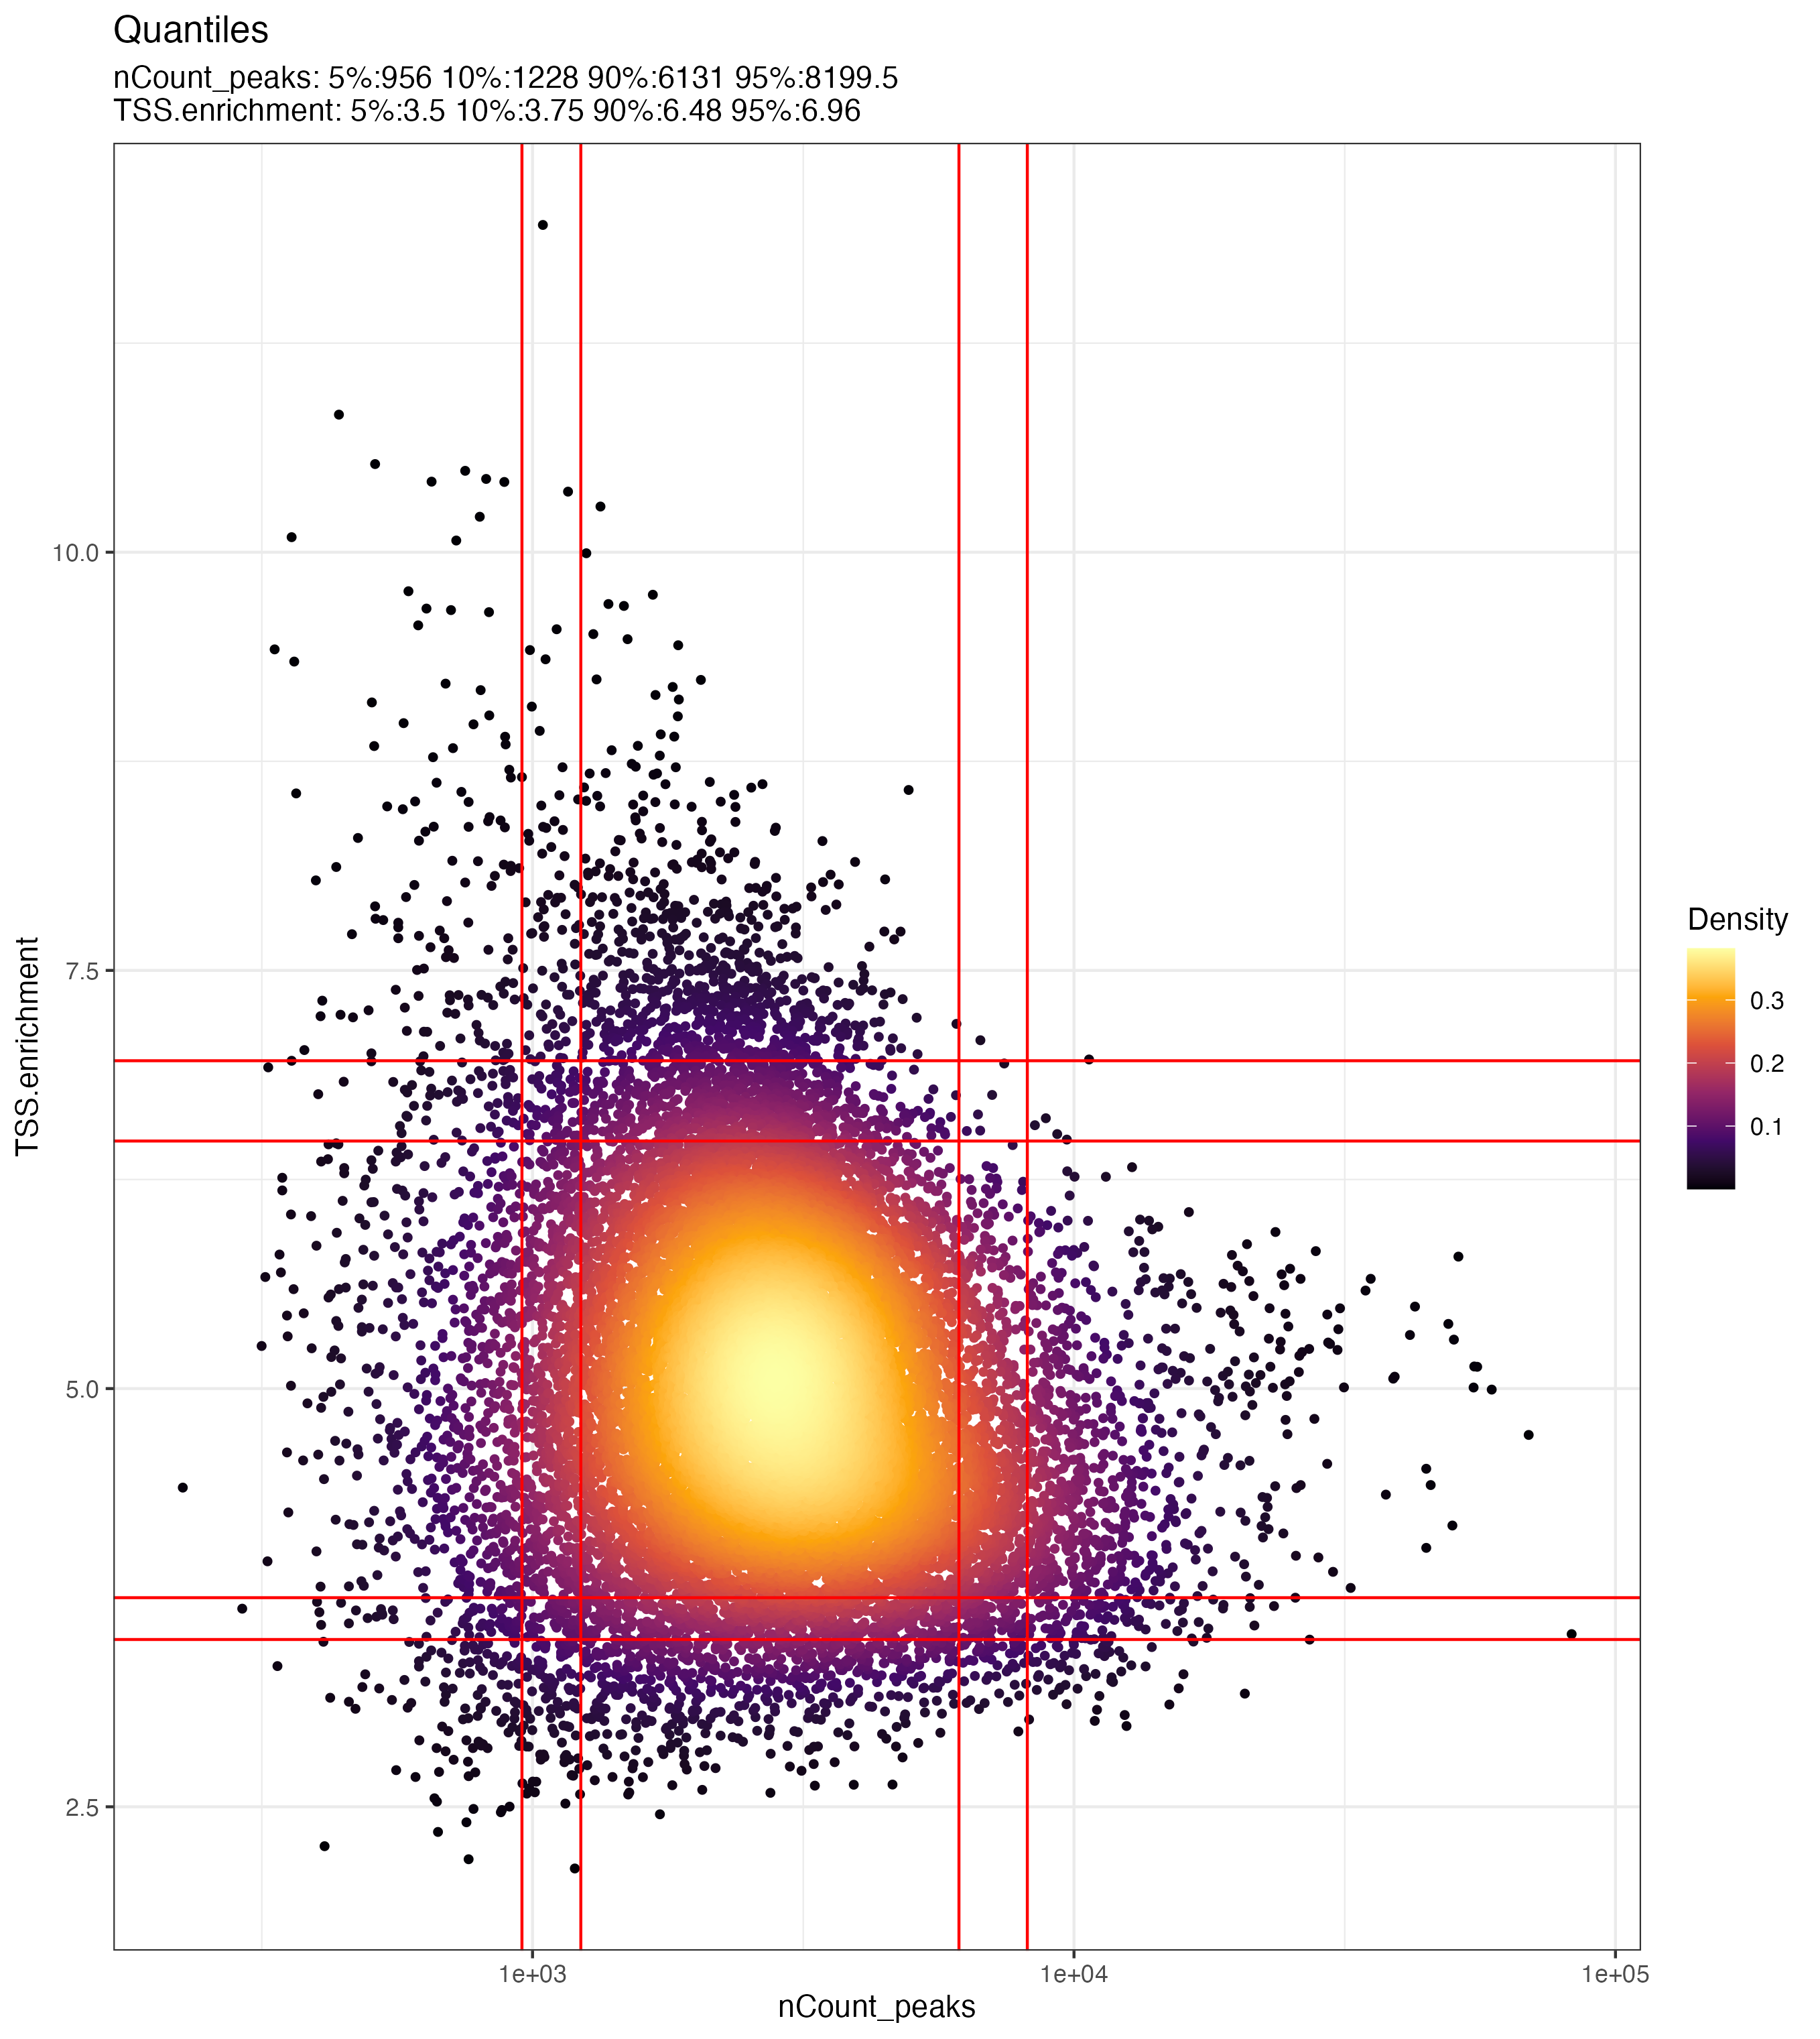 Quantiles
nCount_peaks: 5%:956 10%:1228 90%:6131 95%:8199.5
TSS.enrichment: 5%:3.5 10%:3.75 90%:6.48 95%:6.96
10.0
7.5
5.0
2.5
TSS.enrichment
1e+03
1e+04
1e+05
nCount_peaks
Density
0.3
0.2
0.1